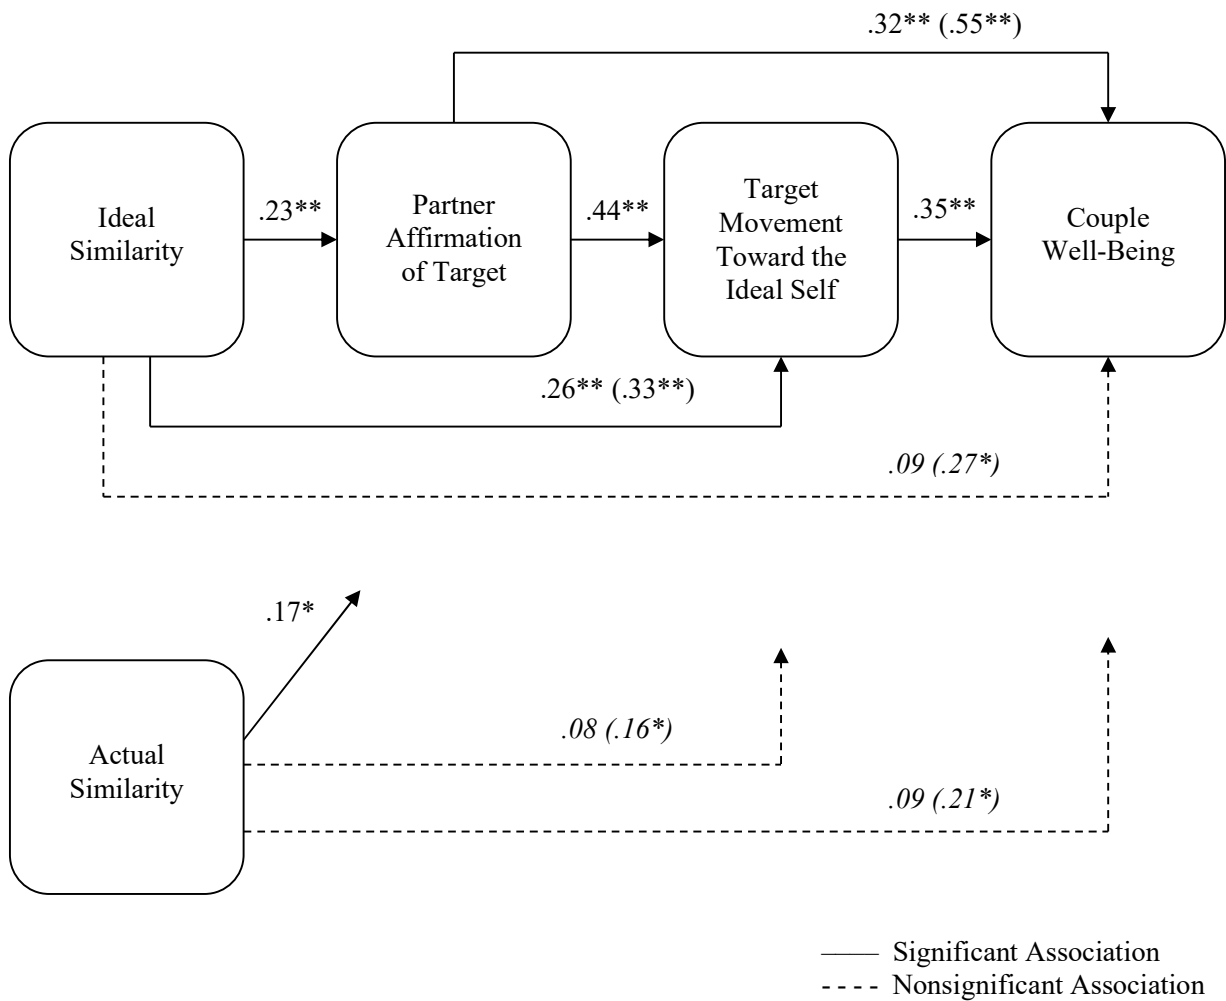 .32** (.55**)
Ideal
Similarity
.23**
Partner
Affirmation
of Target
.44**
Target
Movement
Toward the
Ideal Self
.35**
Couple
Well-Being
.26** (.33**)
.09 (.27*)
.17*
Actual
Similarity
.08 (.16*)
.09 (.21*)
Significant Association
Nonsignificant Association